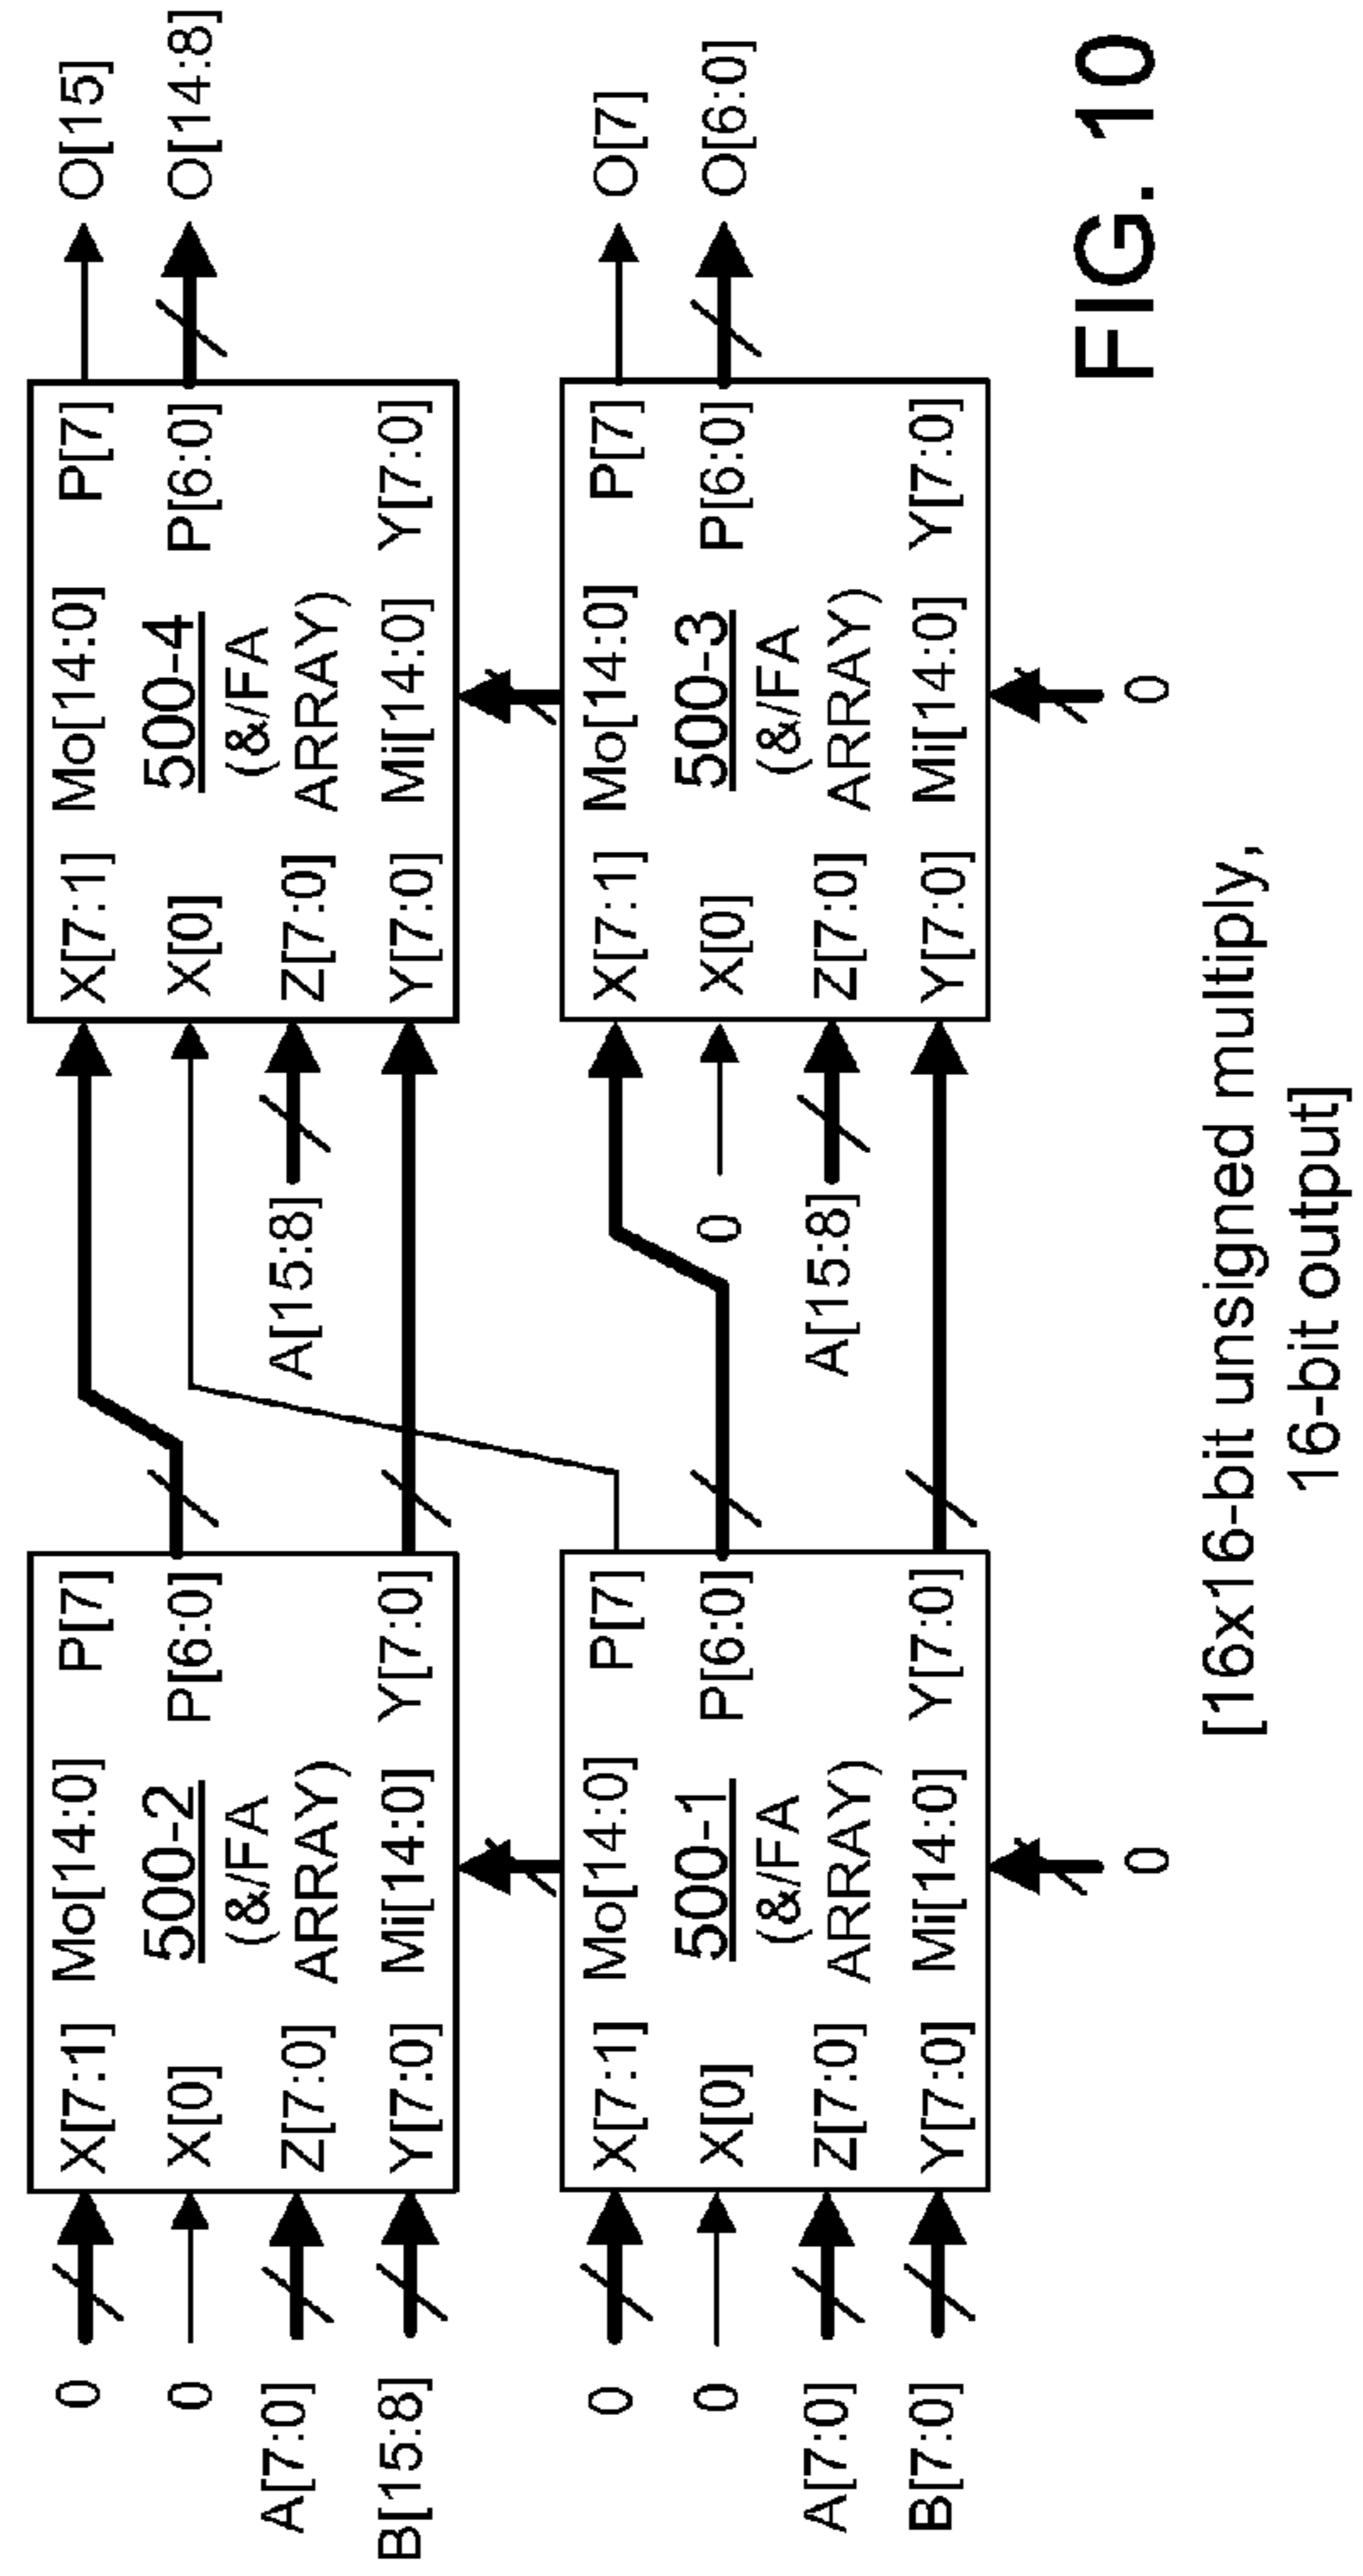 0
0
A[7:0]
B[15:8]
X[7:1]
X[0]
Z[7:0]
Y[7:0]
Mo[14:0]
500-2
(&/FA
ARRAY)
Mi[14:0]
P[7]
P[6:0]
Y[7:0]
A[15:8]
X[7:1]
X[0]
Z[7:0]
Y[7:0]
Mo[14:0]
500-4
(&/FA
ARRAY)
Mi[14:0]
P[7]
P[6:0]
Y[7:0]
O[15]
O[14:8]
0
0
A[7:0]
B[7:0]
X[7:1]
X[0]
Z[7:0]
Y[7:0]
Mo[14:0]
500-1
(&/FA
ARRAY)
Mi[14:0]
P[7]
P[6:0]
Y[7:0]
0
0
A[15:8]
X[7:1]
X[0]
Z[7:0]
Y[7:0]
Mo[14:0]
500-3
(&/FA
ARRAY)
Mi[14:0]
P[7]
P[6:0]
Y[7:0]
0
O[7]
O[6:0]
[16x16-bit unsigned multiply,
16-bit output]
FIG. 10